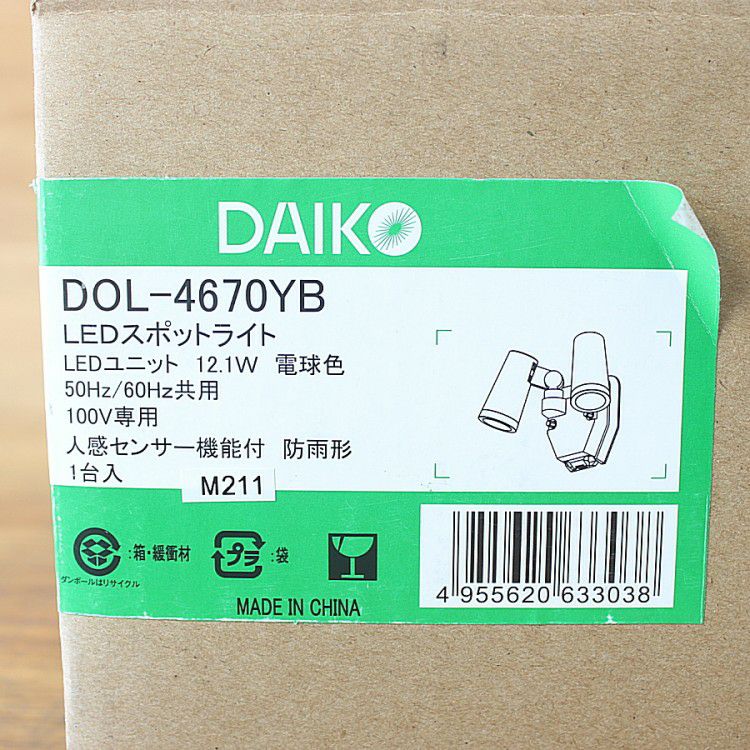 DAIKO
DOL-4670YB
LEDスポットライト
LEDユニット 12.1W 電球色
50Hz/60Hz共用
100V専用
人感センサー機能付 防雨形
1台入
M211
:箱・緩衝材
ダンボールはリサイクル
プラ
:袋
MADE IN CHINA
4 955620 633038